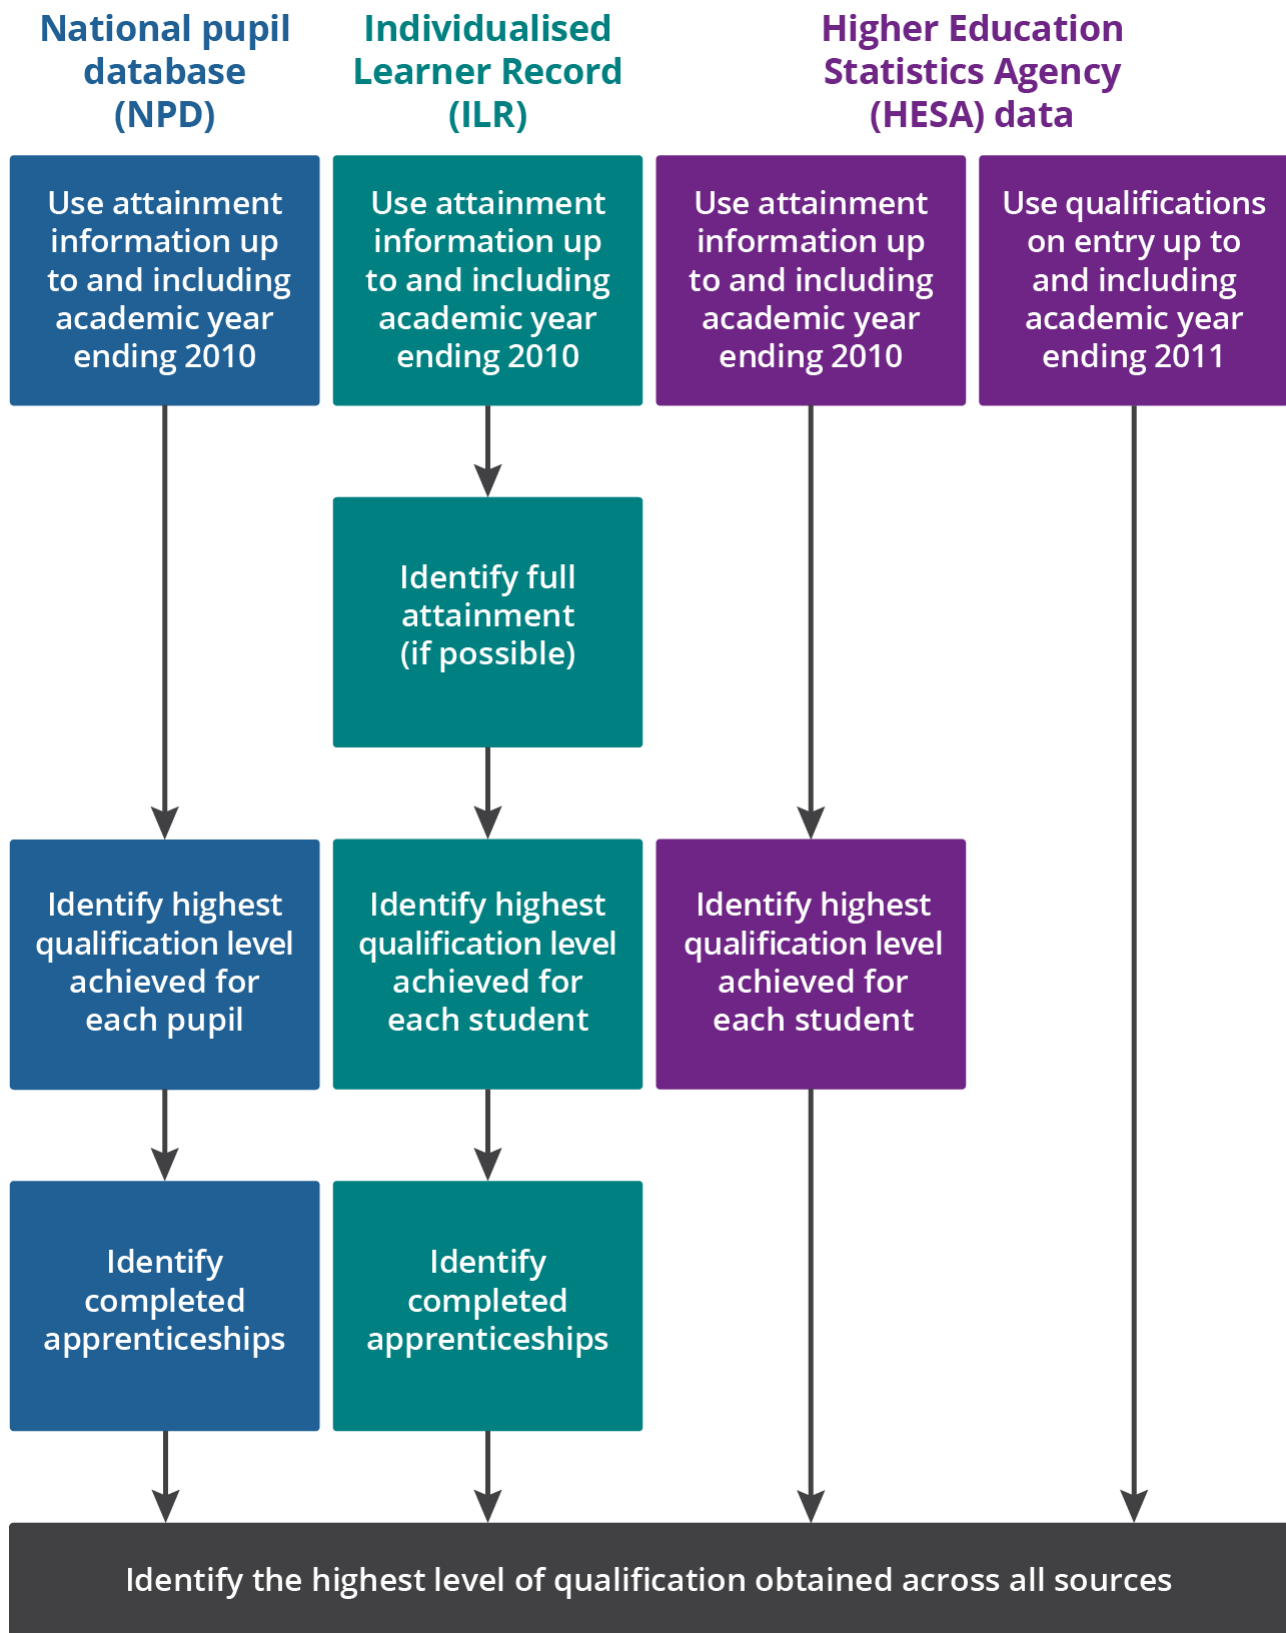 National pupil
database
(NPD)
Individualised
Learner Record
(ILR)
Higher Education
Statistics Agency
(HESA) data
Use attainment
information up
to and including
academic year
ending 2010
Use attainment
information up
to and including
academic year
ending 2010
Use attainment
information up
to and including
academic year
ending 2010
Use qualifications
on entry up to
and including
academic year
ending 2011
Identify full
attainment
(if possible)
Identify highest
qualification level
achieved for
each pupil
Identify highest
qualification level
achieved for
each student
Identify highest
qualification level
achieved for
each student
Identify
completed
apprenticeships
Identify
completed
apprenticeships
Identify the highest level of qualification obtained across all sources